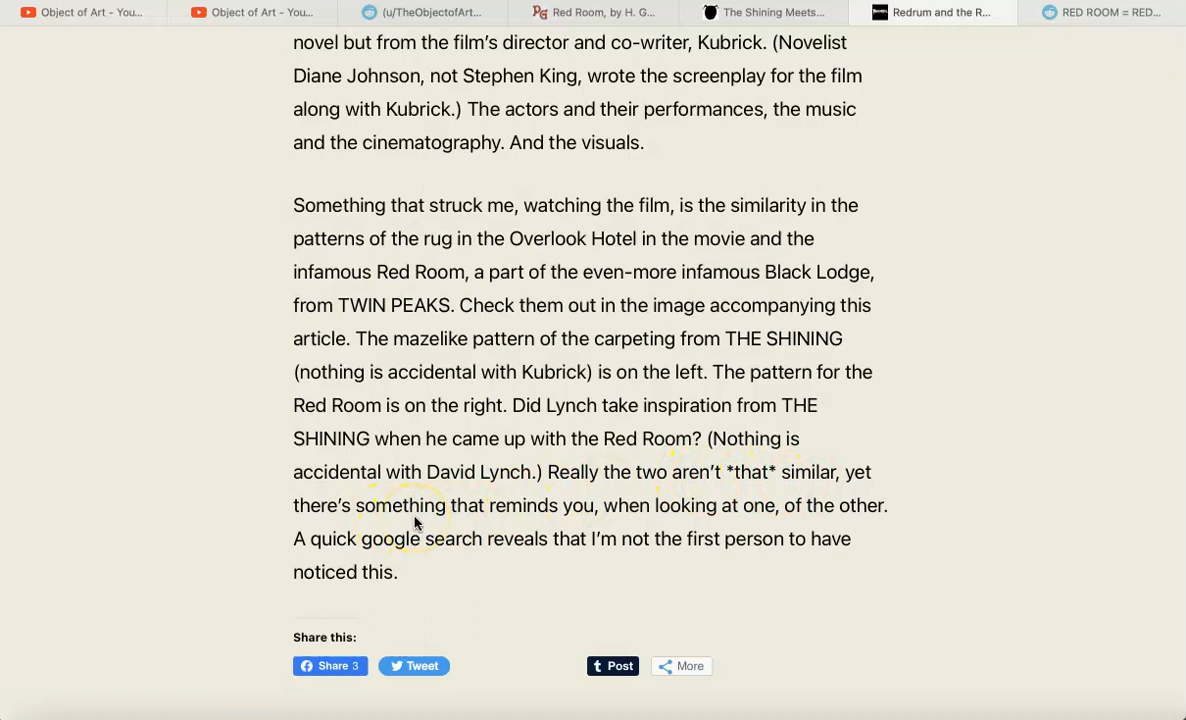 Object of Art - You...
Object of Art - You...
(u/TheObjectofArt...
Red Room, by H. G...
The Shining Meets...
Redrum and the R...
RED ROOM = RED...
novel but from the film’s director and co-writer, Kubrick. (Novelist
Diane Johnson, not Stephen King, wrote the screenplay for the film
along with Kubrick.) The actors and their performances, the music
and the cinematography. And the visuals.
Something that struck me, watching the film, is the similarity in the
patterns of the rug in the Overlook Hotel in the movie and the
infamous Red Room, a part of the even-more infamous Black Lodge,
from TWIN PEAKS. Check them out in the image accompanying this
article. The mazelike pattern of the carpeting from THE SHINING
(nothing is accidental with Kubrick) is on the left. The pattern for the
Red Room is on the right. Did Lynch take inspiration from THE
SHINING when he came up with the Red Room? (Nothing is
accidental with David Lynch.) Really the two aren’t *that* similar, yet
there’s something that reminds you, when looking at one, of the other.
A quick google search reveals that I’m not the first person to have
noticed this.
Share this:
Share 3
Tweet
Post
More